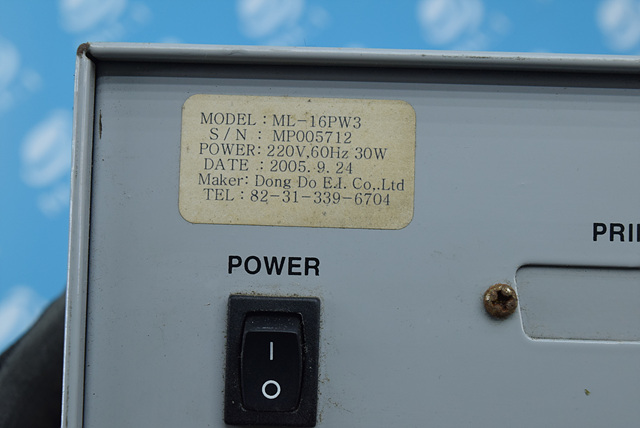 MODEL : ML-16PW3
S / N : MP005712
POWER: 220V.60Hz 30W
DATE : 2005. 9. 24
Maker: Dong Do E.I. Co,.Ltd
TEL : 82-31-339-6704
PRI
POWER
I
O